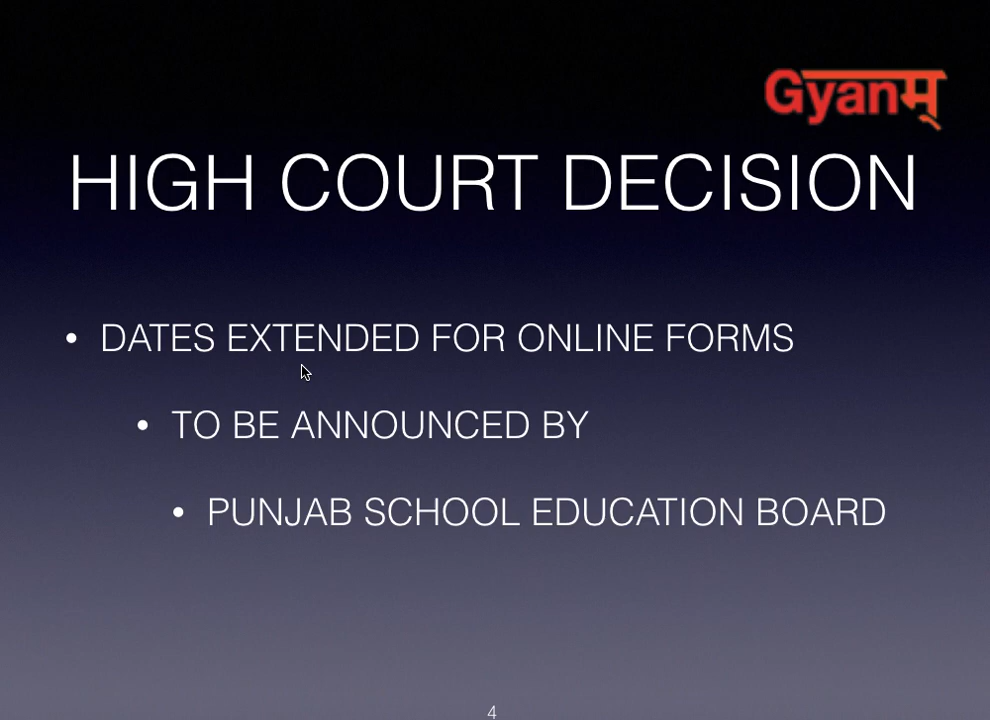 Gyanम्
HIGH COURT DECISION
• DATES EXTENDED FOR ONLINE FORMS
• TO BE ANNOUNCED BY
• PUNJAB SCHOOL EDUCATION BOARD
4